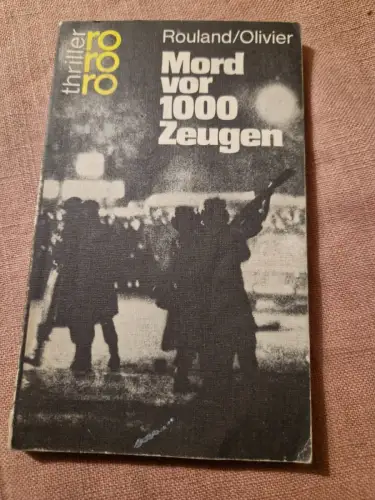 thriller
ro
ro
ro
Rouland/Olivier
Mord
vor
1000
Zeugen